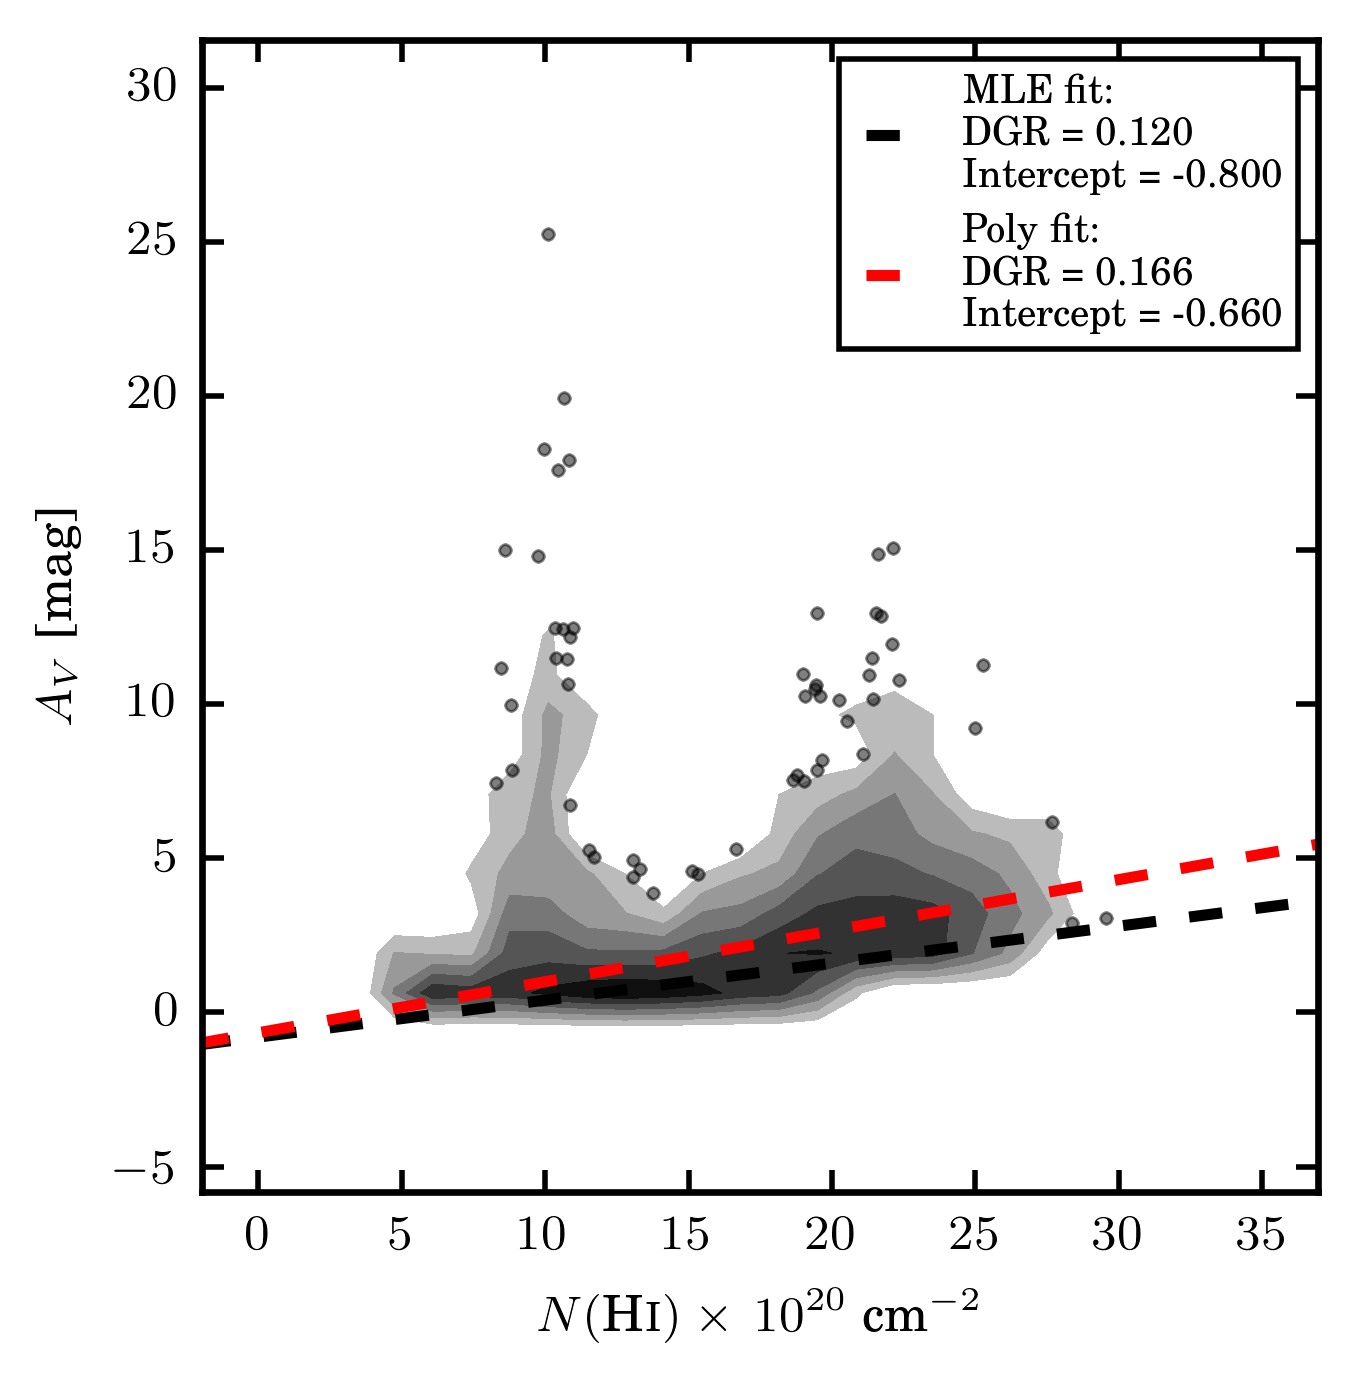 MLE fit:
DGR = 0.120
Intercept = -0.800
Poly fit:
DGR = 0.166
Intercept = -0.660
30
25
20
15
10
5
0
−5
A_V [mag]
0 5 10 15 20 25 30 35
N(HI) × 10^20 cm^−2